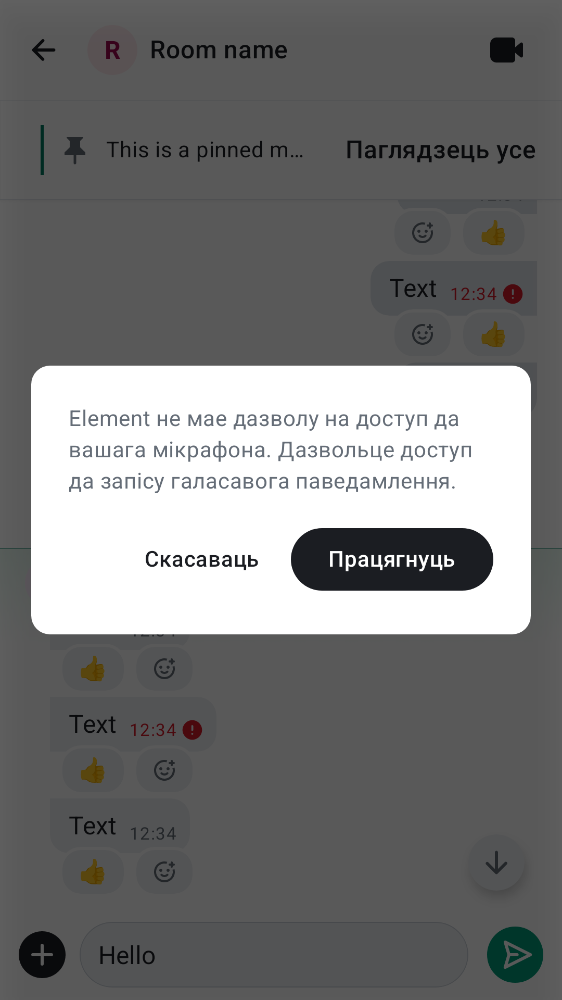 R Room name
This is a pinned m… Паглядзець усе
Text 12:34
Element не мае дазволу на доступ да
вашага мікрафона. Дазвольце доступ
да запісу галасавога паведамлення.
Скасаваць Працягнуць
Text 12:34
Text 12:34
Hello